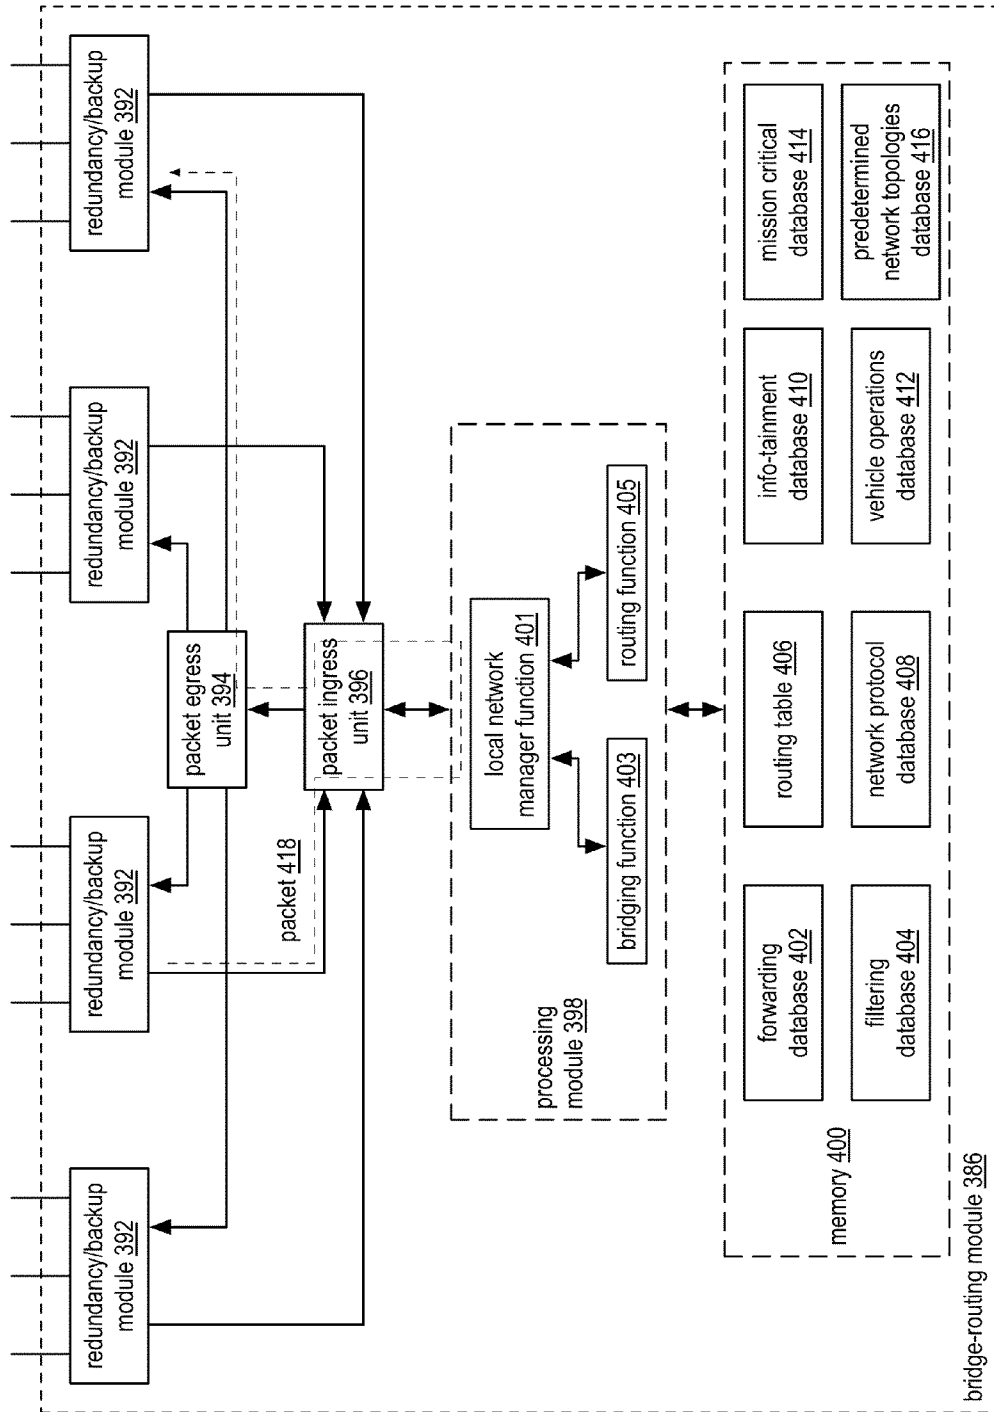 redundancy/backup
module 392
redundancy/backup
module 392
redundancy/backup
module 392
redundancy/backup
module 392
packet egress
unit 394
packet 418
packet ingress
unit 396
local network
manager function 401
bridging function 403
routing function 405
processing
module 398
forwarding
database 402
routing table 406
info-tainment
database 410
mission critical
database 414
filtering
database 404
network protocol
database 408
vehicle operations
database 412
predetermined
network topologies
database 416
memory 400
bridge-routing module 386